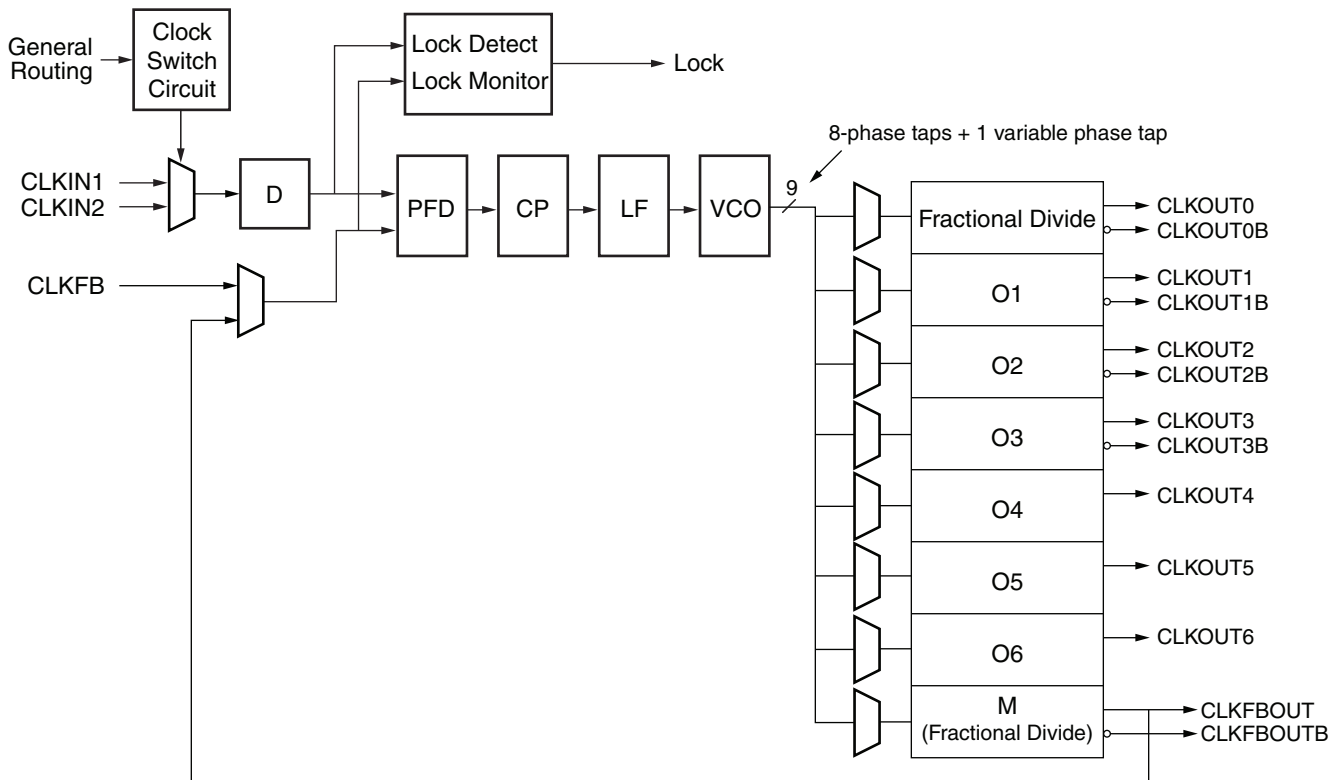 General
Routing
Clock
Switch
Circuit
Lock Detect
Lock Monitor
Lock
8-phase taps + 1 variable phase tap
CLKIN1
CLKIN2
D
PFD
CP
LF
VCO
9
CLKFB
Fractional Divide
CLKOUT0
CLKOUT0B
O1
CLKOUT1
CLKOUT1B
O2
CLKOUT2
CLKOUT2B
O3
CLKOUT3
CLKOUT3B
O4
CLKOUT4
O5
CLKOUT5
O6
CLKOUT6
M
(Fractional Divide)
CLKFBOUT
CLKFBOUTB